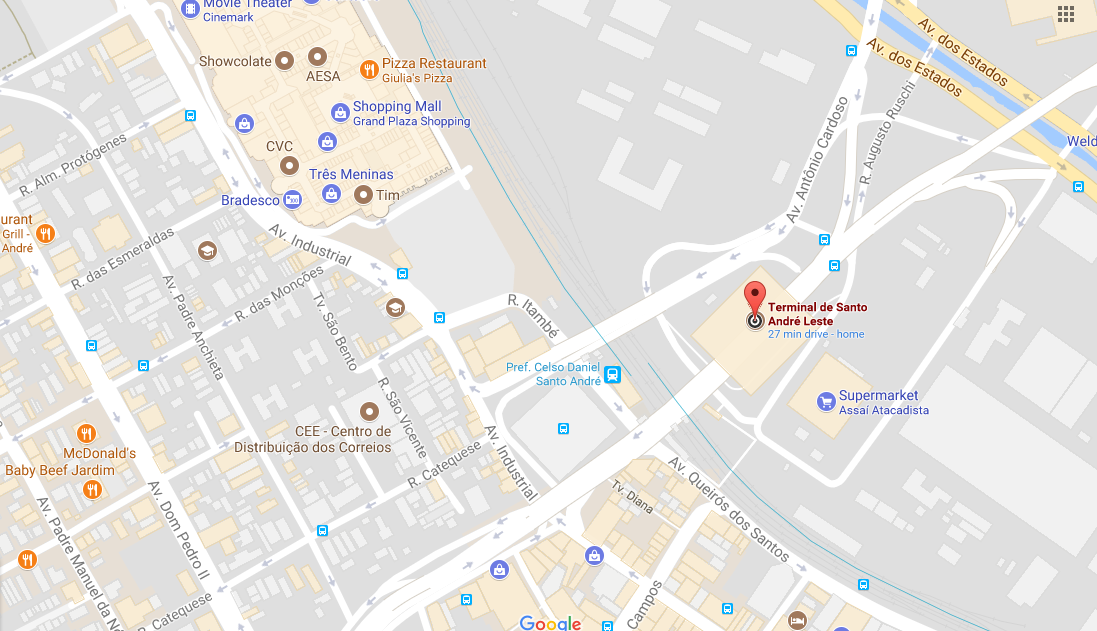 Movie Theater
Cinemark
Av. dos Estados
Av. dos Estados
Showcolate
AESA
Pizza Restaurant
Giulia's Pizza
Shopping Mall
Grand Plaza Shopping
R. Augusto Ruschi
Av. Antônio Cardoso
Weld
R. Alm. Protógenes
CVC
Três Meninas
Bradesco
Tim
urant
Grill -
André
R. das Esmeraldas
Av. Industrial
R. das Monções
Av. Padre Anchieta
Tv. São Bento
R. Itambé
Terminal de Santo
André Leste
27 min drive - home
Pref. Celso Daniel
Santo André
R. São Vicente
Supermarket
Assaí Atacadista
CEE - Centro de
Distribuição dos Correios
McDonald's
Baby Beef Jardim
R. Catequese
Av. Industrial
Av. Queirós dos Santos
Tv. Diana
Av. Dom Pedro II
Av. Padre Manuel da Nó
R. Catequese
Campos
Google